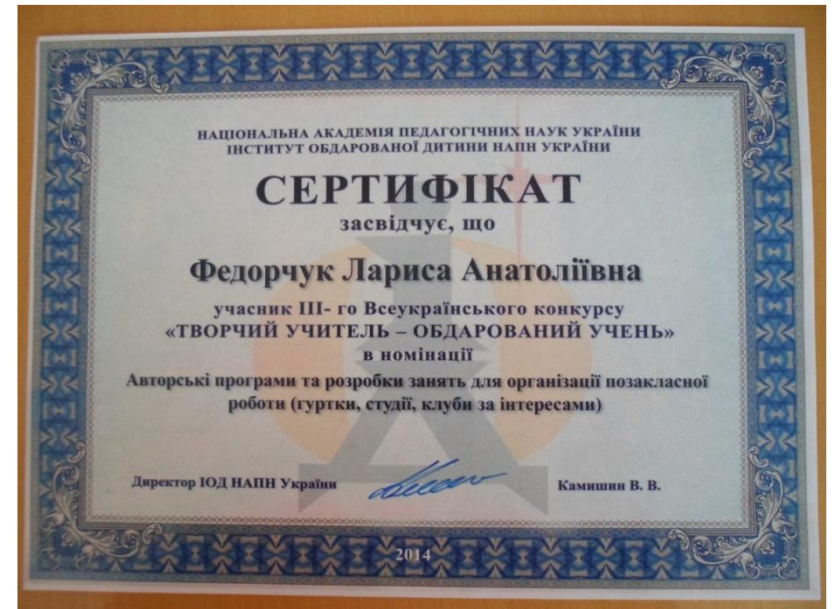 НАЦІОНАЛЬНА АКАДЕМІЯ ПЕДАГОГІЧНИХ НАУК УКРАЇНИ
ІНСТИТУТ ОБДАРОВАНОЇ ДИТИНИ НАПН УКРАЇНИ
СЕРТИФІКАТ
засвідчує, що
Федорчук Лариса Анатоліївна
учасник III- го Всеукраїнського конкурсу
«ТВОРЧИЙ УЧИТЕЛЬ – ОБДАРОВАНИЙ УЧЕНЬ»
в номінації
Авторські програми та розробки занять для організації позакласної
роботи (гуртки, студії, клуби за інтересами)
Директор ІОД НАПН України Камишин В. В.
2014